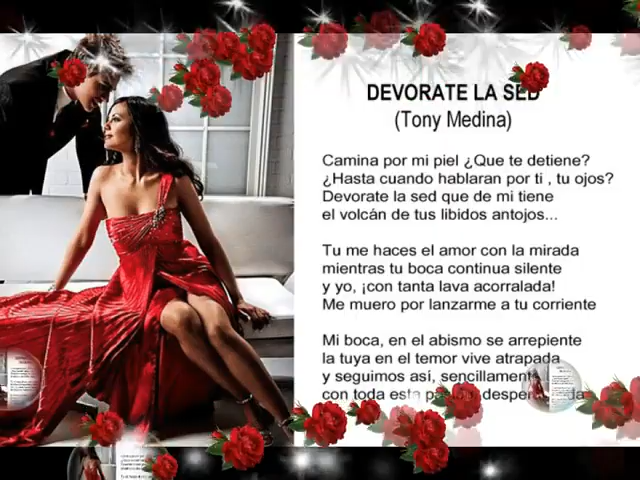 DEVORATE LA SED
(Tony Medina)
Camina por mi piel ¿Que te detiene?
¿Hasta cuando hablaran por ti , tu ojos?
Devorate la sed que de mi tiene
el volcán de tus libidos antojos...
Tu me haces el amor con la mirada
mientras tu boca continua silente
y yo, ¡con tanta lava acorralada!
Me muero por lanzarme a tu corriente
Mi boca, en el abismo se arrepiente
la tuya en el temor vive atrapada
y seguimos así, sencillamente
con toda esta